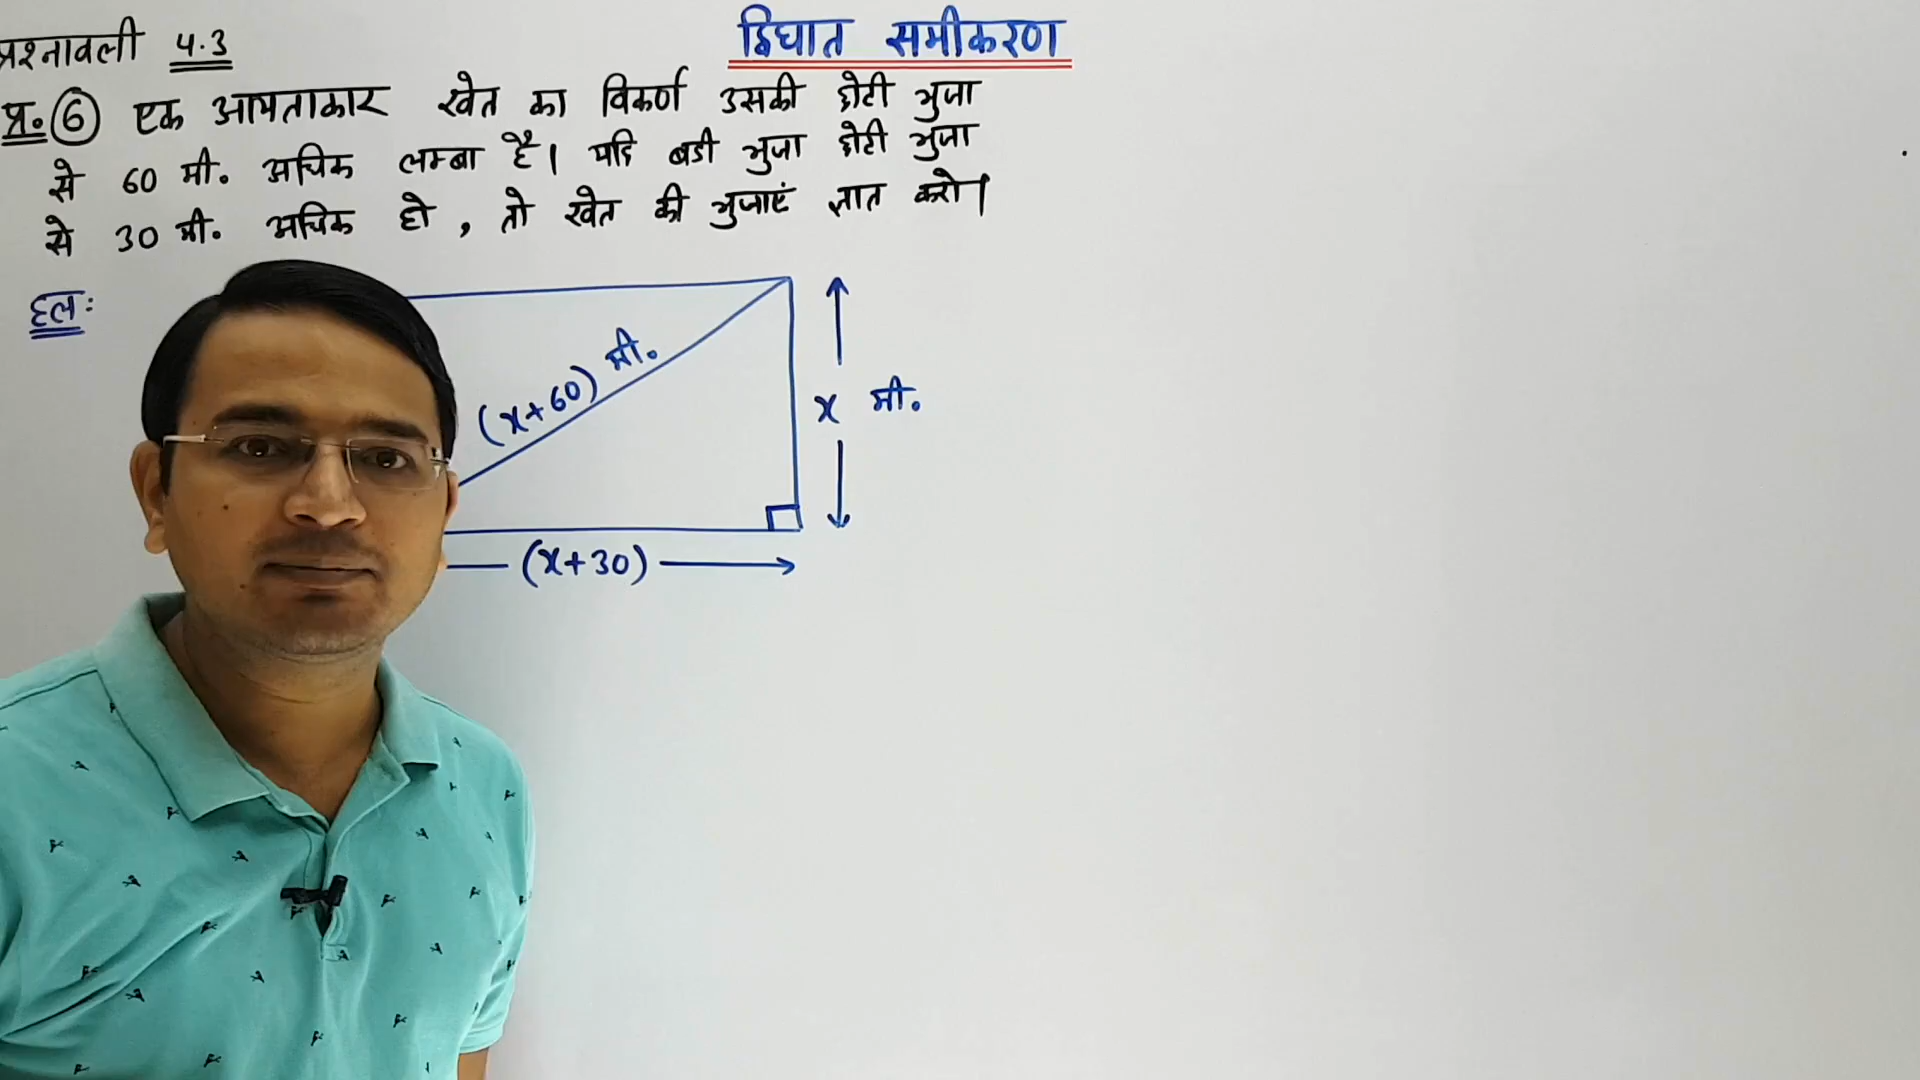 प्रश्नावली 4.3
द्विघात समीकरण
प्र. 6 एक आयताकार खेत का विकर्ण उसकी छोटी भुजा
से 60 मी. अधिक लम्बा है। यदि बडी भुजा छोटी भुजा
से 30 मी. अधिक हो, तो खेत की भुजाएं ज्ञात करो।
हल:
(x+60) मी.
x मी.
(x+30)